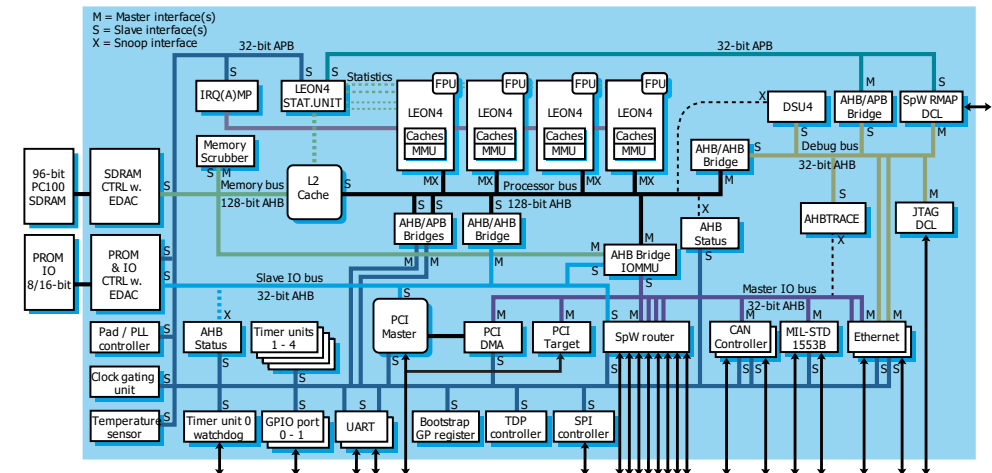 M = Master interface(s)
S = Slave interface(s)
X = Snoop interface
32-bit APB
32-bit APB
S
S
S
S
M
S
IRQ(A)MP
LEON4
STAT.UNIT
Statistics
FPU
LEON4
Caches
MMU
FPU
LEON4
Caches
MMU
FPU
LEON4
Caches
MMU
FPU
LEON4
Caches
MMU
X
DSU4
AHB/APB
Bridge
SpW RMAP
DCL
S
S
M
Memory
Scrubber
S
M
AHB/AHB
Bridge
S
M
Debug bus
32-bit AHB
96-bit
PC100
SDRAM
SDRAM
CTRL w.
EDAC
S
Memory bus
128-bit AHB
L2
Cache
S
MX
MX
MX
MX
Processor bus
128-bit AHB
S
S
AHB/APB
Bridges
M
M
S
AHB/AHB
Bridge
M
M
M
AHB Bridge
IOMMU
S
S
X
AHB
Status
S
S
AHBTRACE
X
M
JTAG
DCL
PROM
IO
8/16-bit
PROM
& IO
CTRL w.
EDAC
S
S
Slave IO bus
32-bit AHB
Master IO bus
32-bit AHB
Pad / PLL
controller
S
X
AHB
Status
S
Timer units
1 - 4
S
S
PCI
Master
S
M
PCI
DMA
S
M
PCI
Target
S
M
SpW router
S
M
CAN
Controller
S
S
M
MIL-STD
1553B
S
M
M
Ethernet
S
S
Clock gating
unit
S
Temperature
sensor
S
S
Timer unit 0
watchdog
S
GPIO port
0 - 1
S
S
UART
S
Bootstrap
GP register
S
TDP
controller
S
SPI
controller